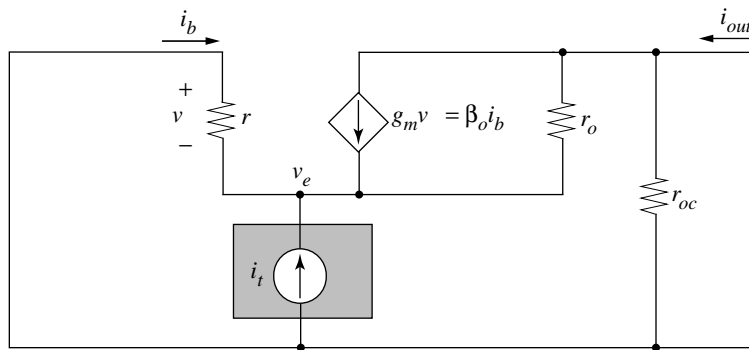 i_b
i_out
+
v
−
r
g_m v = β_o i_b
r_o
v_e
r_oc
i_t